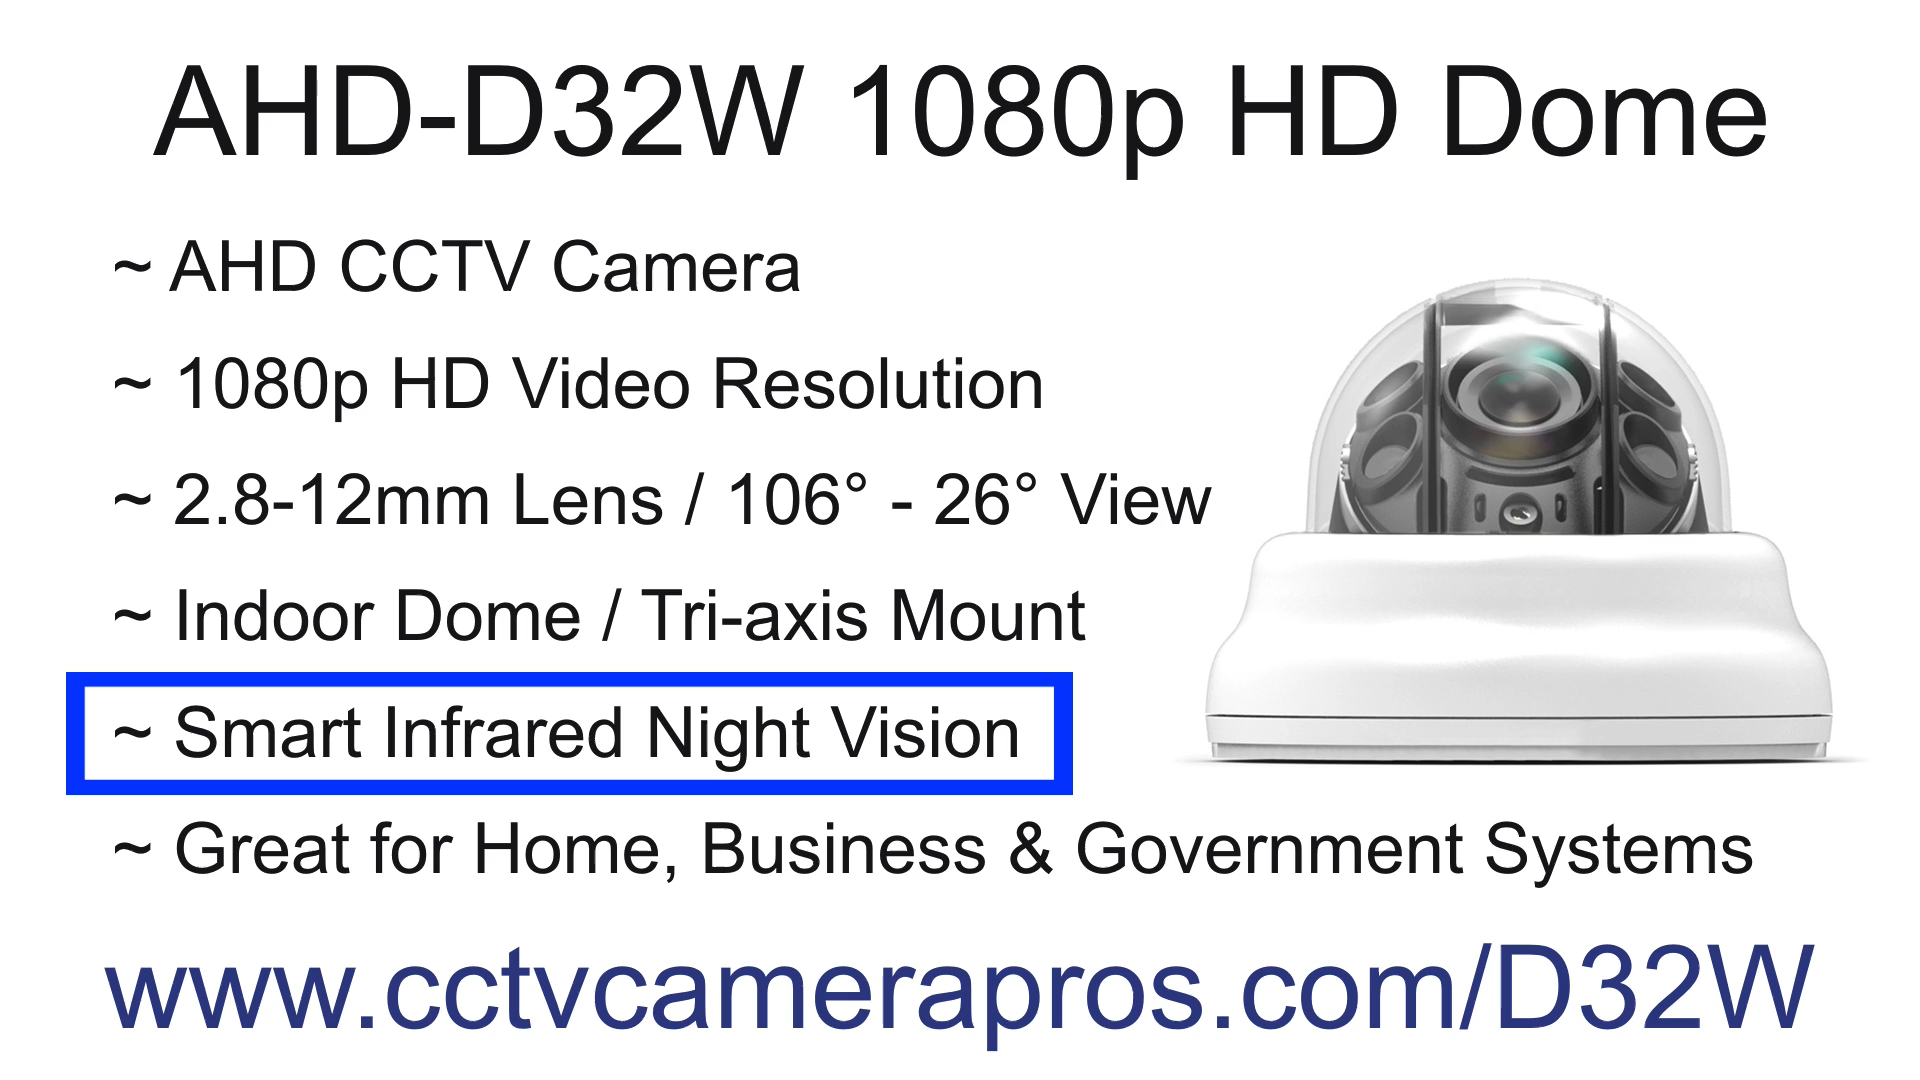 AHD-D32W 1080p HD Dome
~ AHD CCTV Camera
~ 1080p HD Video Resolution
~ 2.8-12mm Lens / 106° - 26° View
~ Indoor Dome / Tri-axis Mount
~ Smart Infrared Night Vision
~ Great for Home, Business & Government Systems
www.cctvcamerapros.com/D32W